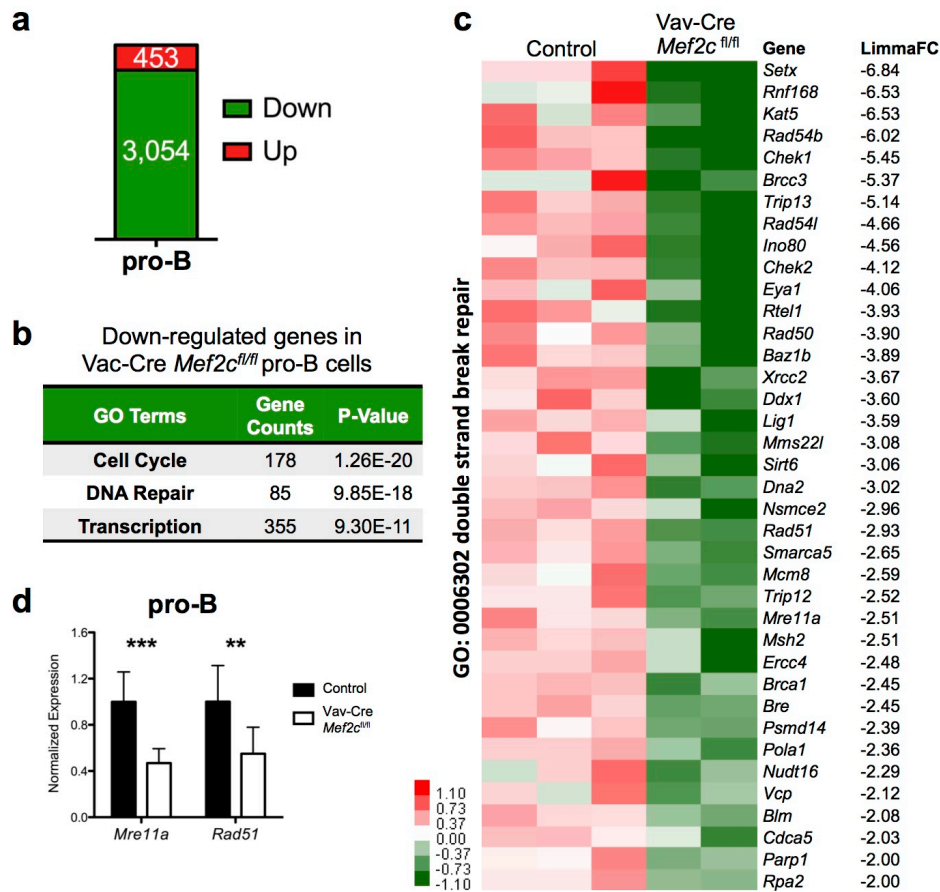 a
453
3,054
Down
Up
pro-B
b
Down-regulated genes in
Vac-Cre Mef2cfl/fl pro-B cells
GO Terms Gene Counts P-Value
Cell Cycle 178 1.26E-20
DNA Repair 85 9.85E-18
Transcription 355 9.30E-11
d
pro-B
Normalized Expression
1.6
1.2
0.8
0.4
0.0
***
**
Mre11a Rad51
Control
Vav-Cre
Mef2cfl/fl
c
Control
Vav-Cre
Mef2c fl/fl
Gene LimmaFC
GO: 0006302 double strand break repair
Setx -6.84
Rnf168 -6.53
Kat5 -6.53
Rad54b -6.02
Chek1 -5.45
Brcc3 -5.37
Trip13 -5.14
Rad54l -4.66
Ino80 -4.56
Chek2 -4.12
Eya1 -4.06
Rtel1 -3.93
Rad50 -3.90
Baz1b -3.89
Xrcc2 -3.67
Ddx1 -3.60
Lig1 -3.59
Mms22l -3.08
Sirt6 -3.06
Dna2 -3.02
Nsmce2 -2.96
Rad51 -2.93
Smarca5 -2.65
Mcm8 -2.59
Trip12 -2.52
Mre11a -2.51
Msh2 -2.51
Ercc4 -2.48
Brca1 -2.45
Bre -2.45
Psmd14 -2.39
Pola1 -2.36
Nudt16 -2.29
Vcp -2.12
Blm -2.08
Cdca5 -2.03
Parp1 -2.00
Rpa2 -2.00
1.10
0.73
0.37
0.00
-0.37
-0.73
-1.10